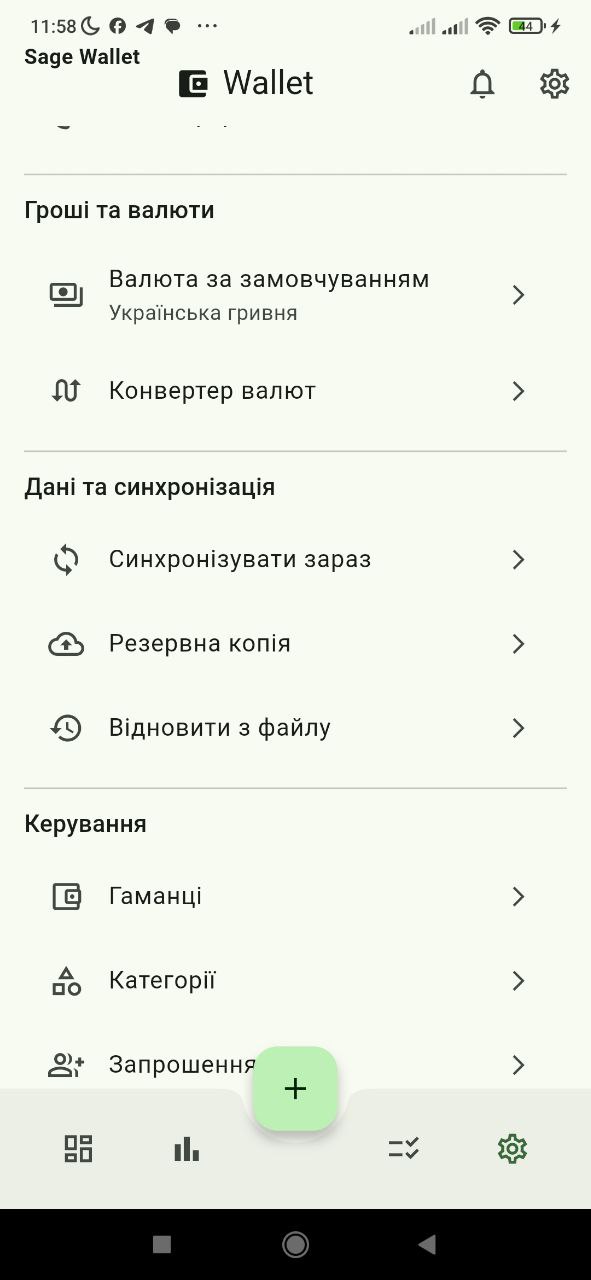 11:58
44
Sage Wallet
Wallet
Гроші та валюти
Валюта за замовчуванням
Українська гривня
Конвертер валют
Дані та синхронізація
Синхронізувати зараз
Резервна копія
Відновити з файлу
Керування
Гаманці
Категорії
Запрошення